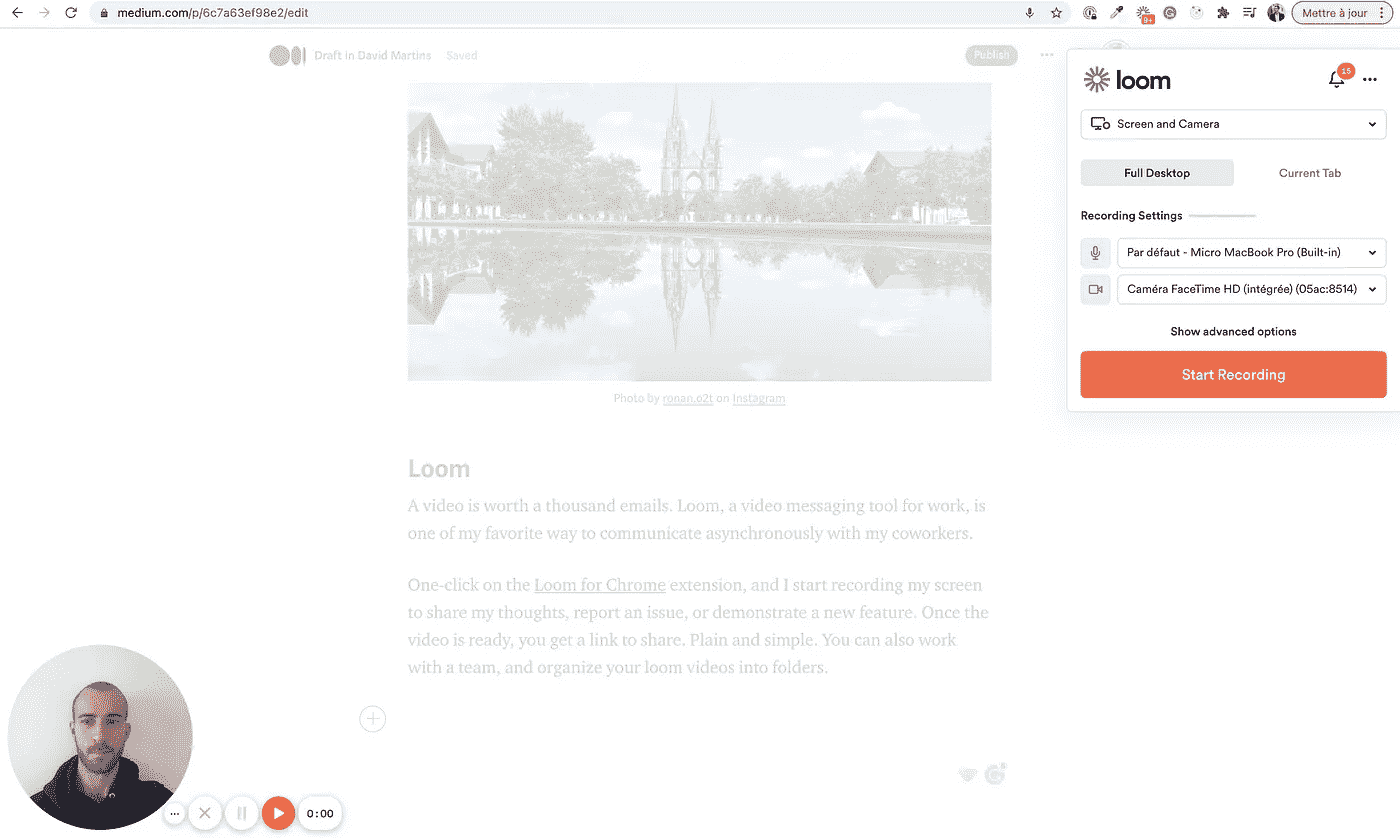 medium.com/p/6c7a63ef98e2/edit
9+
Mettre à jour
Draft in David Martins Saved
Publish
loom
15
Screen and Camera
Full Desktop
Current Tab
Recording Settings
Par défaut - Micro MacBook Pro (Built-in)
Caméra FaceTime HD (intégrée) (05ac:8514)
Show advanced options
Start Recording
Photo by ronan.o2t on Instagram
Loom
A video is worth a thousand emails. Loom, a video messaging tool for work, is
one of my favorite way to communicate asynchronously with my coworkers.
One-click on the Loom for Chrome extension, and I start recording my screen
to share my thoughts, report an issue, or demonstrate a new feature. Once the
video is ready, you get a link to share. Plain and simple. You can also work
with a team, and organize your loom videos into folders.
0:00